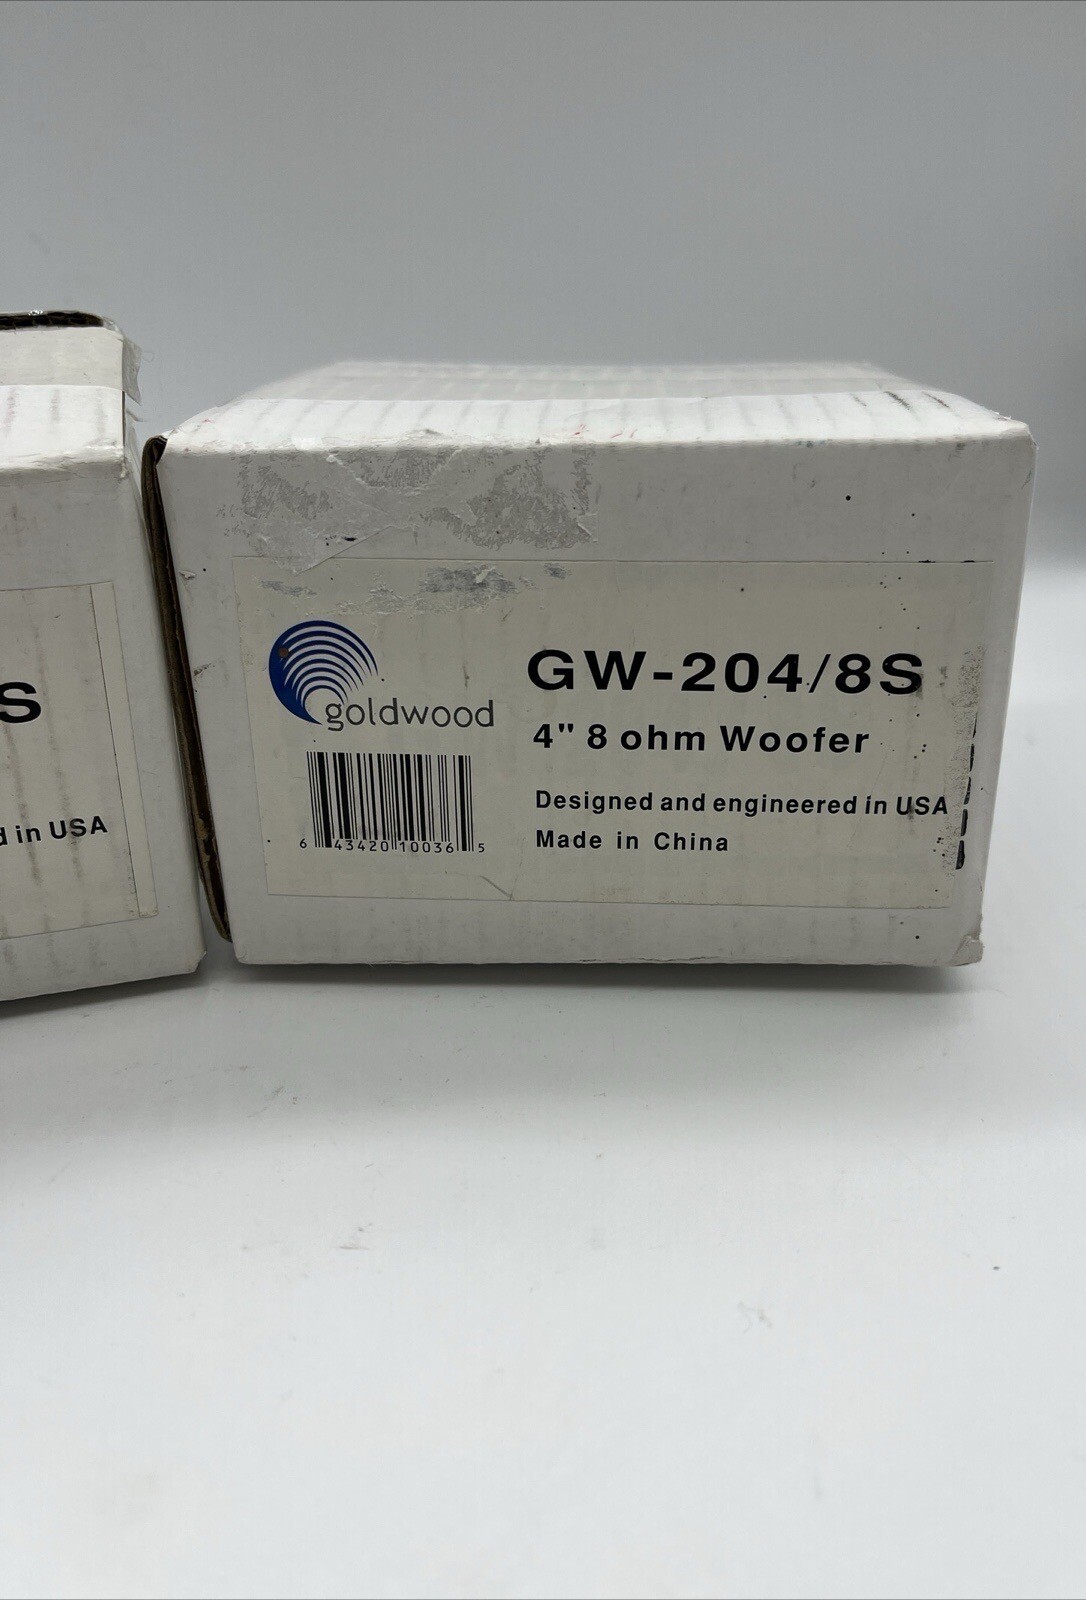 S
d in USA
goldwood
6 43420 10036 5
GW-204/8S
4" 8 ohm Woofer
Designed and engineered in USA
Made in China